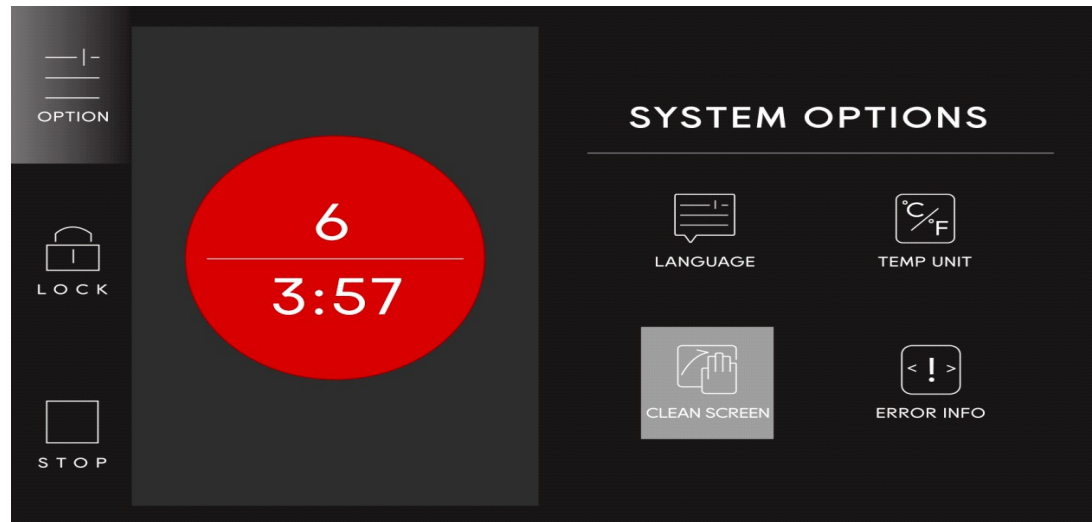 OPTION
LOCK
STOP
6
3:57
SYSTEM OPTIONS
LANGUAGE
°C/°F
TEMP UNIT
CLEAN SCREEN
< ! >
ERROR INFO